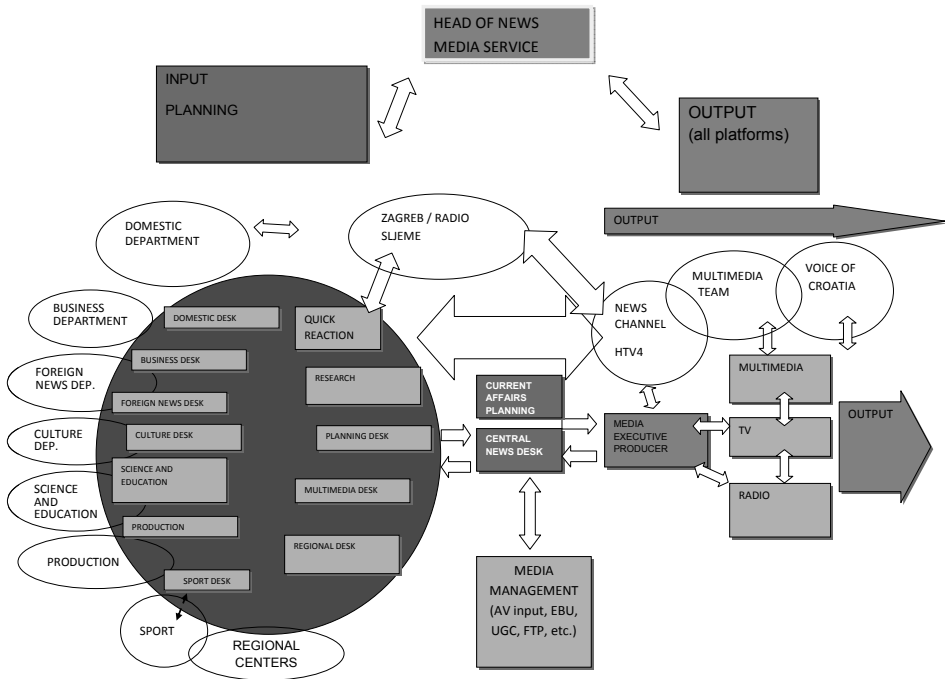 HEAD OF NEWS
MEDIA SERVICE
INPUT
PLANNING
OUTPUT
(all platforms)
OUTPUT
DOMESTIC
DEPARTMENT
ZAGREB / RADIO
SLJEME
MULTIMEDIA
TEAM
VOICE OF
CROATIA
NEWS
CHANNEL
HTV4
BUSINESS
DEPARTMENT
DOMESTIC DESK
QUICK
REACTION
BUSINESS DESK
FOREIGN
NEWS DEP.
RESEARCH
FOREIGN NEWS DESK
CULTURE
DEP.
CULTURE DESK
PLANNING DESK
CURRENT
AFFAIRS
PLANNING
CENTRAL
NEWS DESK
MEDIA
EXECUTIVE
PRODUCER
MULTIMEDIA
TV
RADIO
OUTPUT
SCIENCE AND
EDUCATION
SCIENCE
AND
EDUCATION
MULTIMEDIA DESK
PRODUCTION
REGIONAL DESK
PRODUCTION
SPORT DESK
SPORT
REGIONAL
CENTERS
MEDIA
MANAGEMENT
(AV input, EBU,
UGC, FTP, etc.)